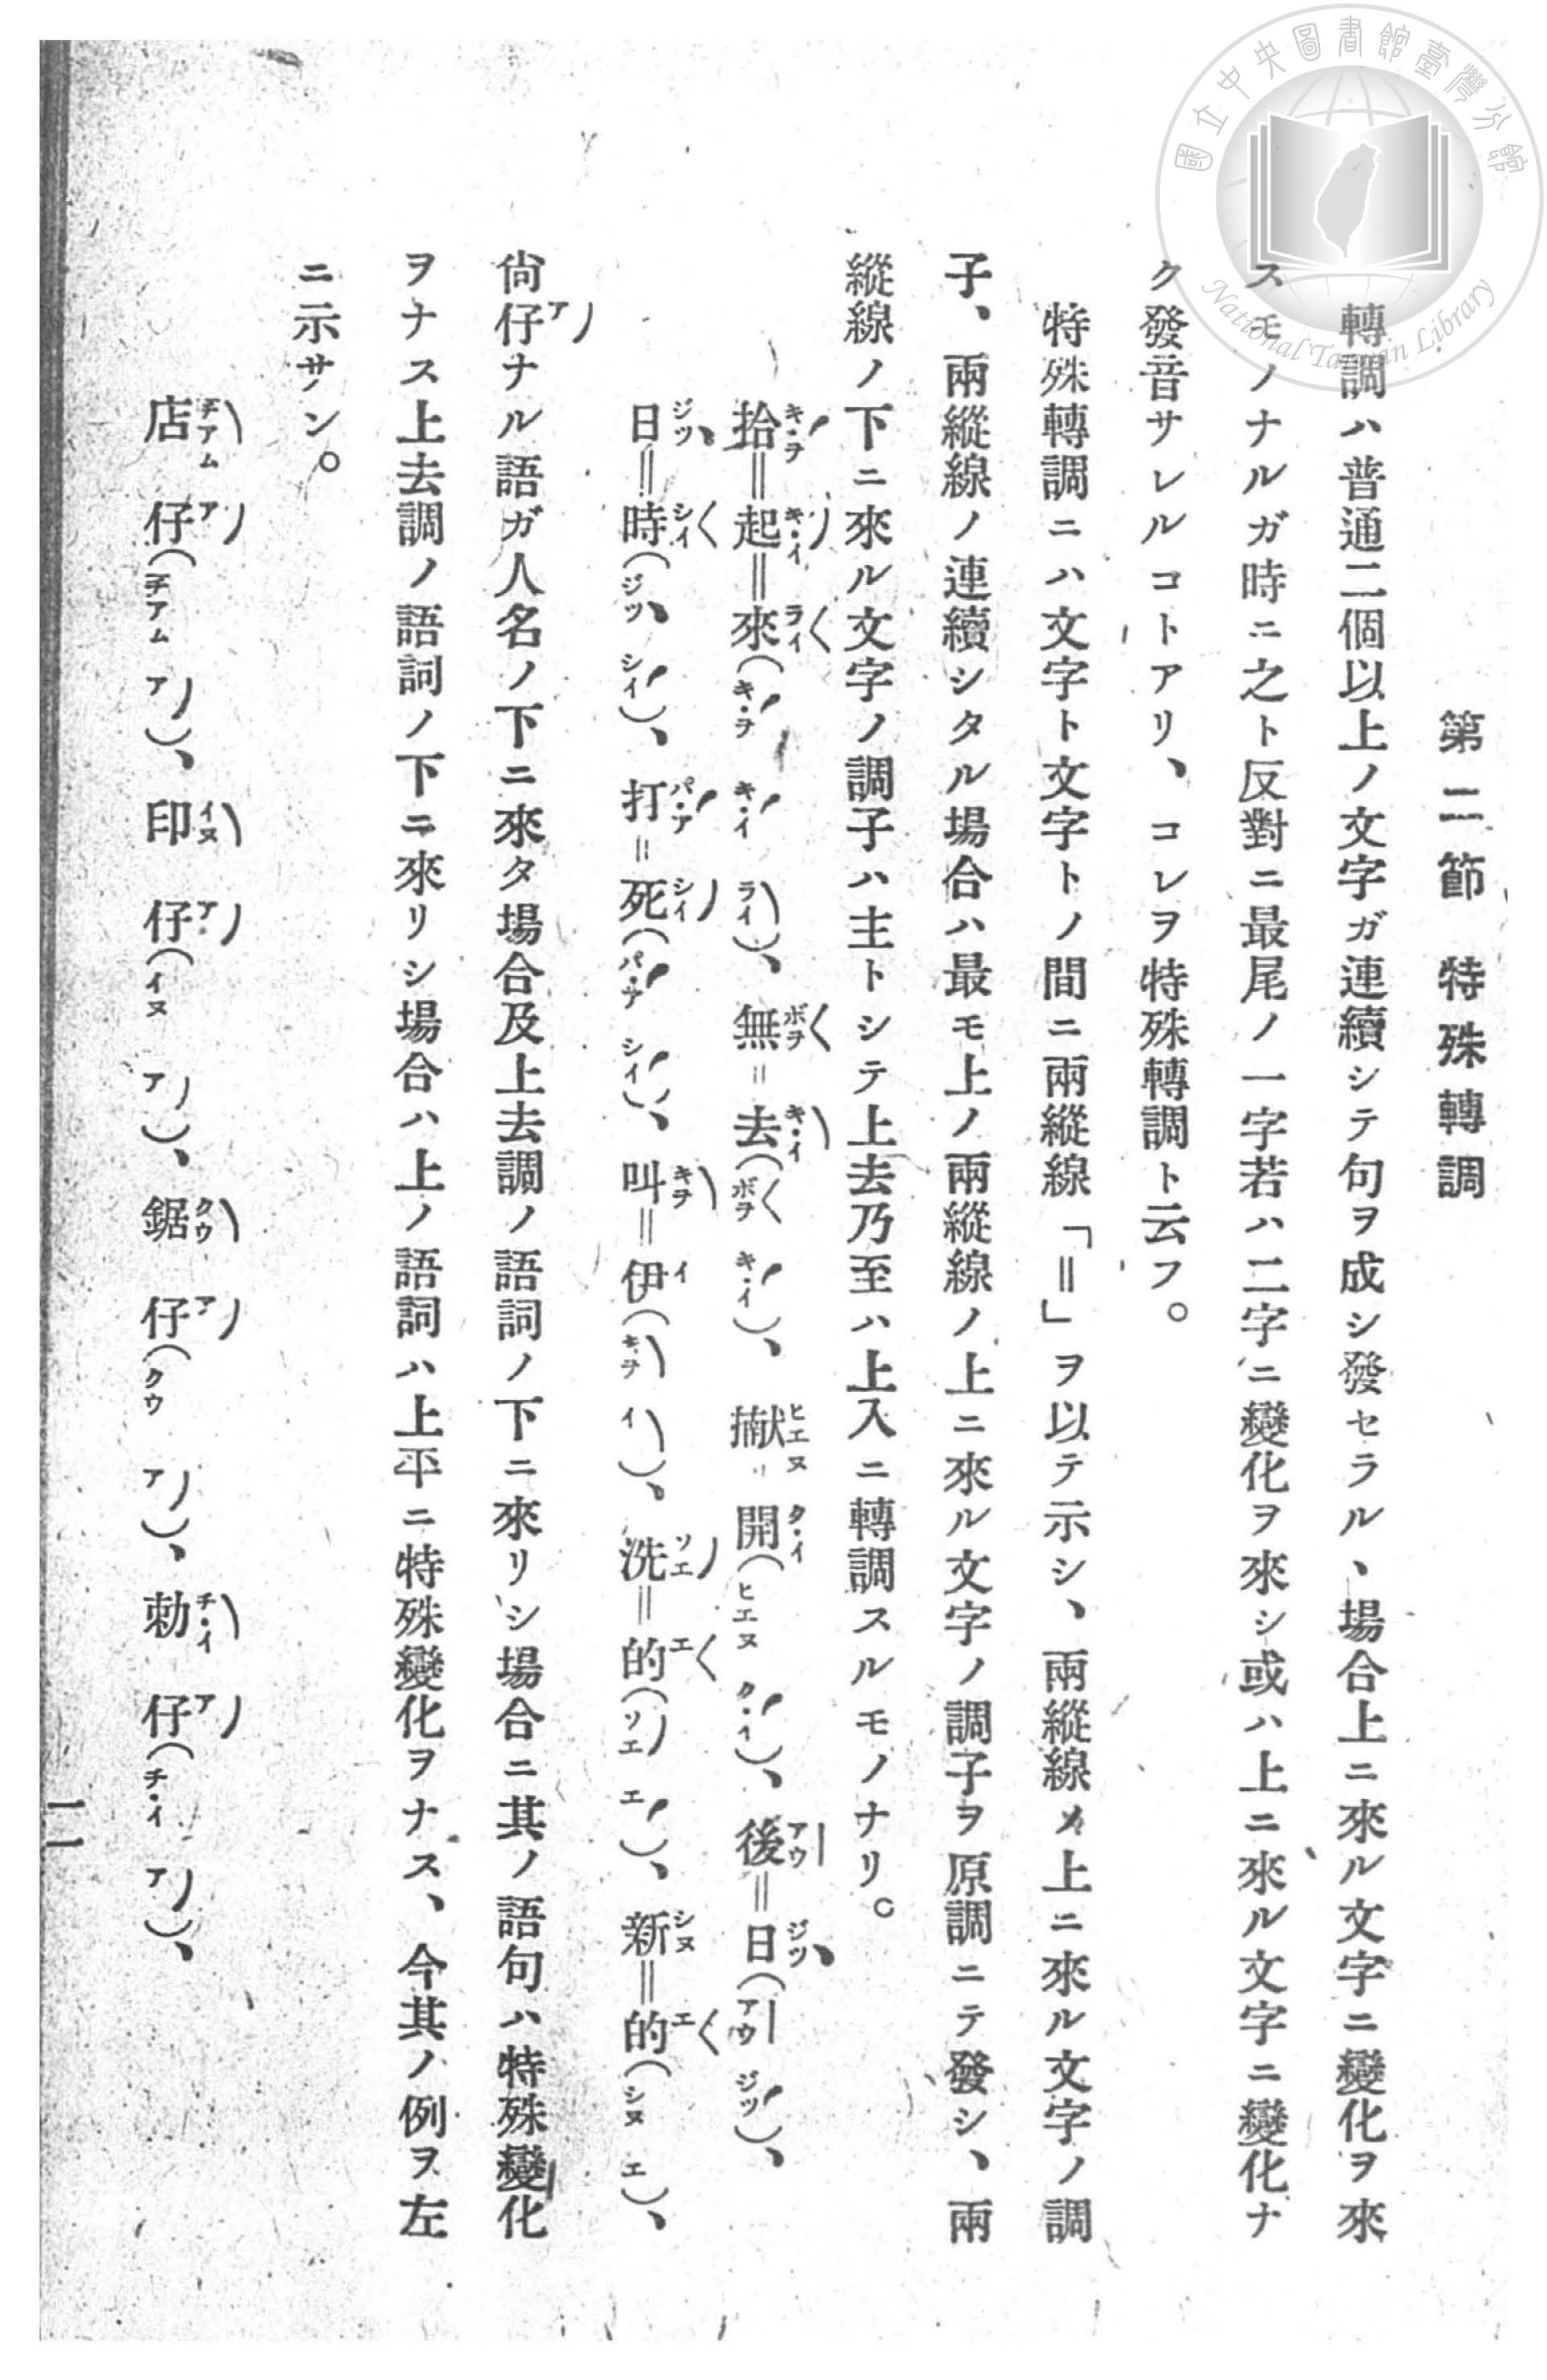 國立中央圖書館臺灣分館
National Taiwan Library
第二節 特殊轉調
轉調ハ普通二個以上ノ文字ガ連續シテ句ヲ成シ發セラル、場合上ニ來ル文字ニ變化ヲ來
スモノナルガ時ニ之ト反對ニ最尾ノ一字若ハ二字ニ變化ヲ來シ或ハ上ニ來ル文字ニ變化ナ
ク發音サレルコトアリ、コレヲ特殊轉調ト云フ。
特殊轉調ニハ文字ト文字トノ間ニ兩縱線「‖」ヲ以テ示シ、兩縱線ノ上ニ來ル文字ノ調
子、兩縱線ノ連續シタル場合ハ最モ上ノ兩縱線ノ上ニ來ル文字ノ調子ヲ原調ニテ發シ、兩
縱線ノ下ニ來ル文字ノ調子ハ主トシテ上去乃至ハ上入ニ轉調スルモノナリ。
拾‖起‖來(キ・ヲ キ・イ ライ)、無‖去(ボヲ キ・イ)、㨴‖開(ヒエヌ ク・イ)、後‖日(アウ ジツ)、
日‖時(ジツ シイ)、打‖死(パ・ア シイ)、叫‖伊(キヲ イ)、洗‖的(ソエ エ)、新‖的(シヌ エ)、
尙仔ナル語ガ人名ノ下ニ來タ場合及上去調ノ語詞ノ下ニ來リシ場合ニ其ノ語句ハ特殊變化
ヲナス上去調ノ語詞ノ下ニ來リシ場合ハ上ノ語詞ハ上平ニ特殊變化ヲナス、今其ノ例ヲ左
ニ示サン。
店仔(チアム ア)、印仔(イヌ ア)、鋸仔(クウ ア)、勅仔(チ・イ ア)、
一一